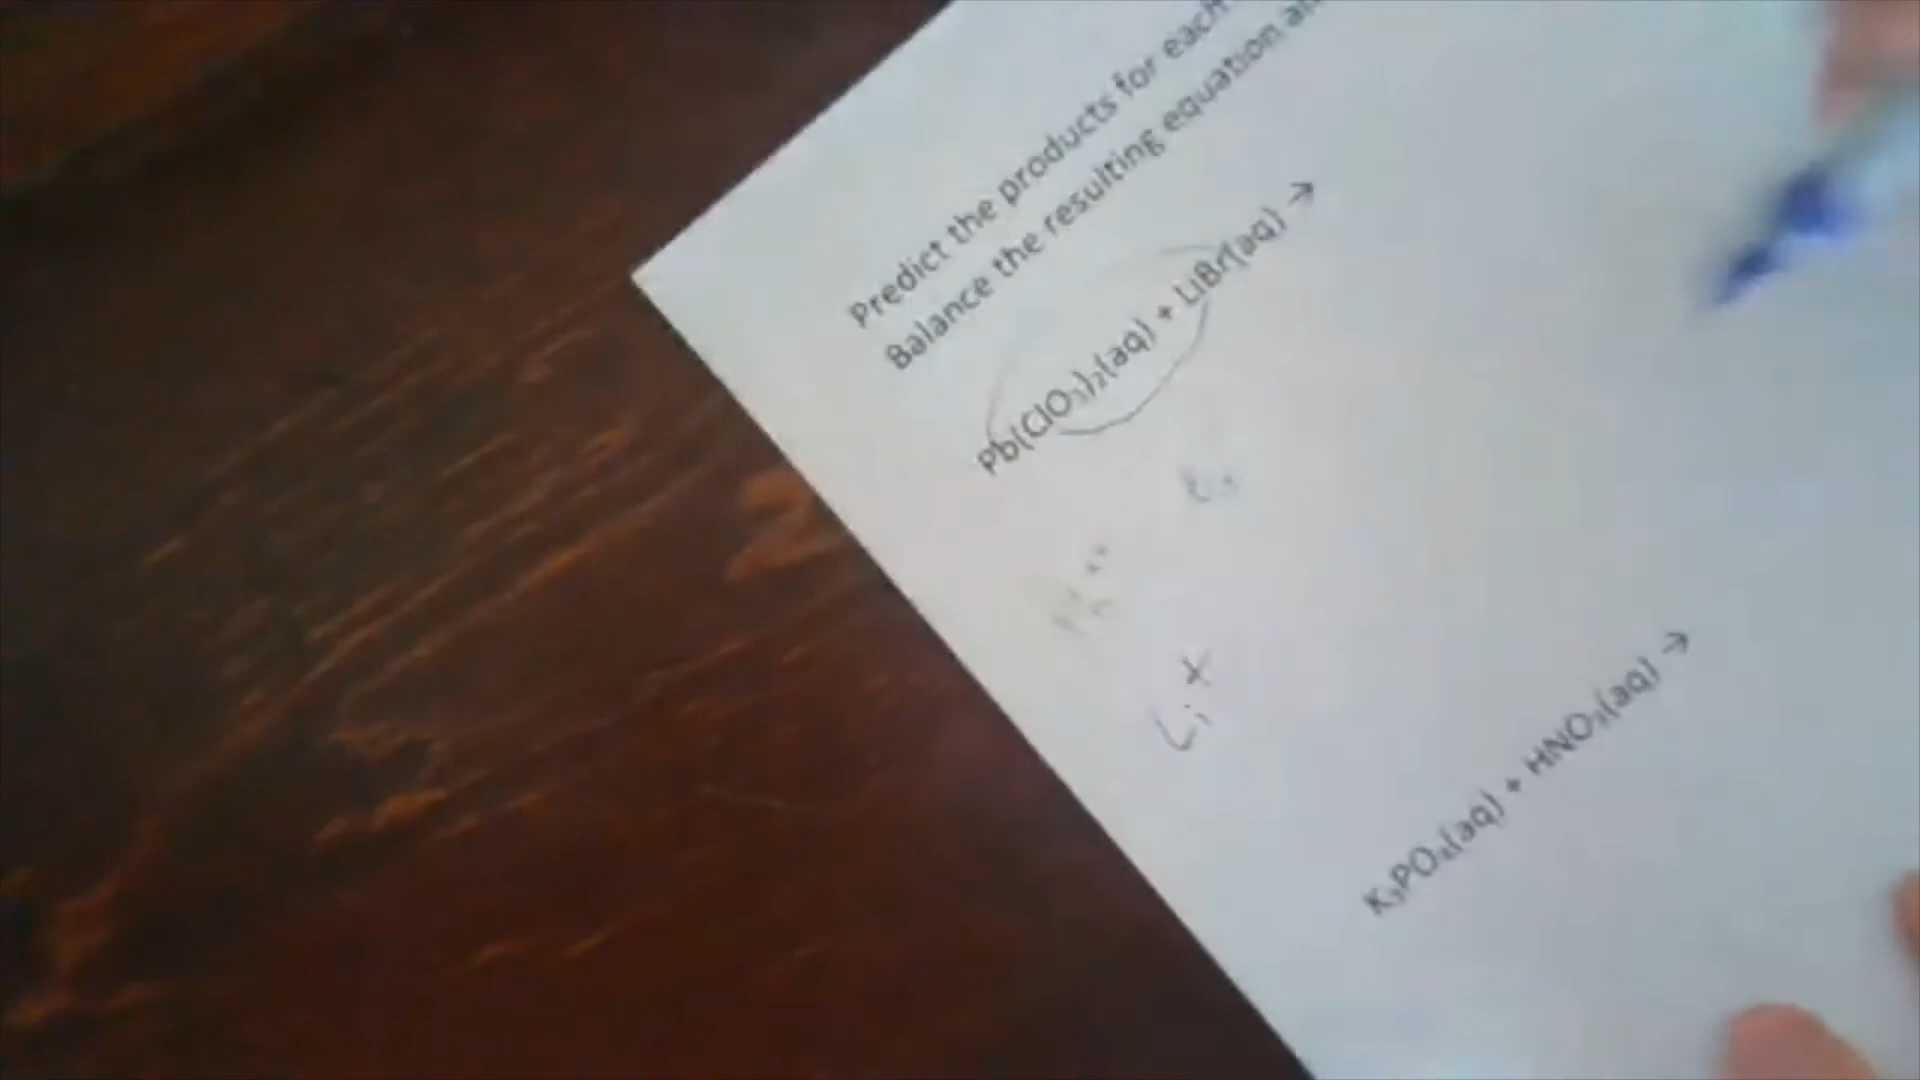 Predict the products for each
Balance the resulting equation an
Pb(ClO₃)₂(aq) + LiBr(aq) →
Li+
K₃PO₄(aq) + HNO₃(aq) →